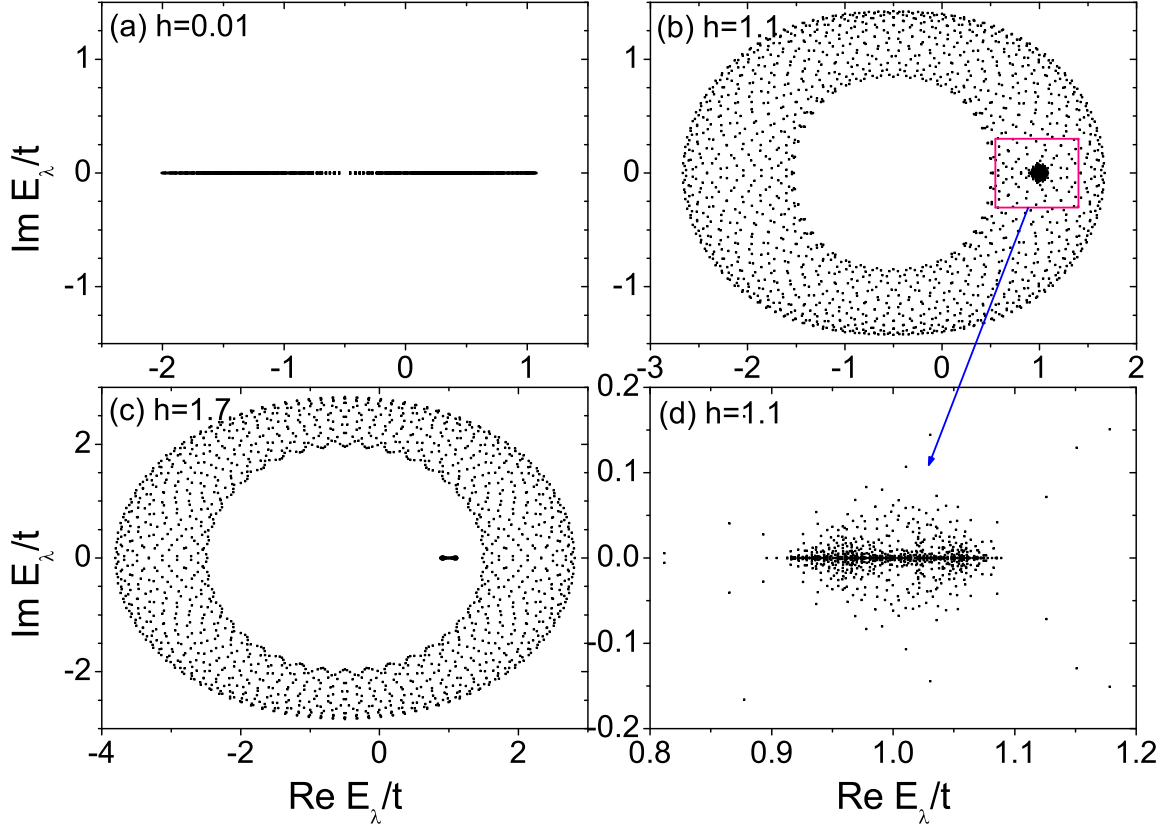 (a) h=0.01
1
0
-1
-2 -1 0 1
Im E_λ/t
(b) h=1.1
1
0
-1
-3 -2 -1 0 1 2
(c) h=1.7
2
0
-2
-4 -2 0 2
Im E_λ/t
Re E_λ/t
(d) h=1.1
0.2
0.1
0.0
-0.1
-0.2
0.8 0.9 1.0 1.1 1.2
Re E_λ/t